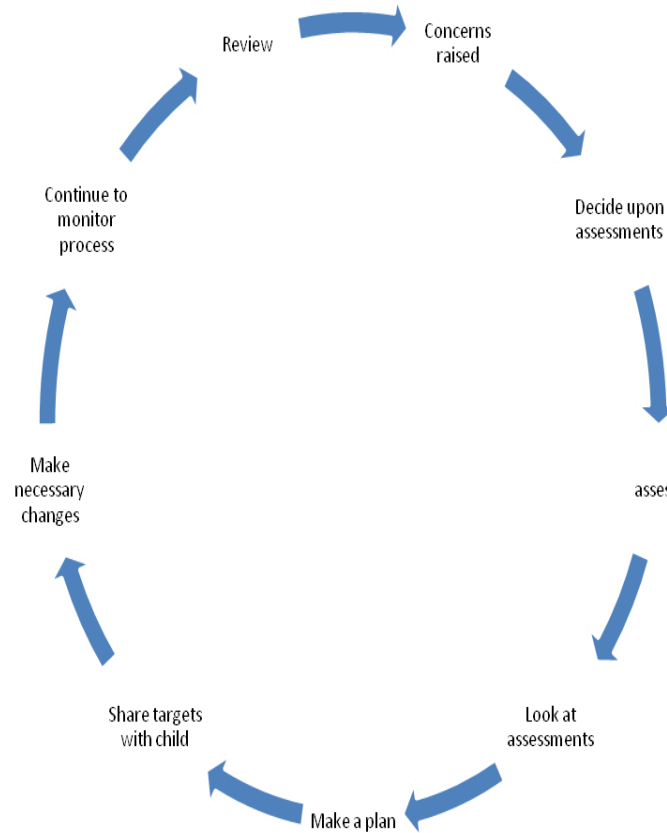 Review
Concerns
raised
Decide upon
assessments
Look at
assessments
Make a plan
Share targets
with child
Make
necessary
changes
Continue to
monitor
process